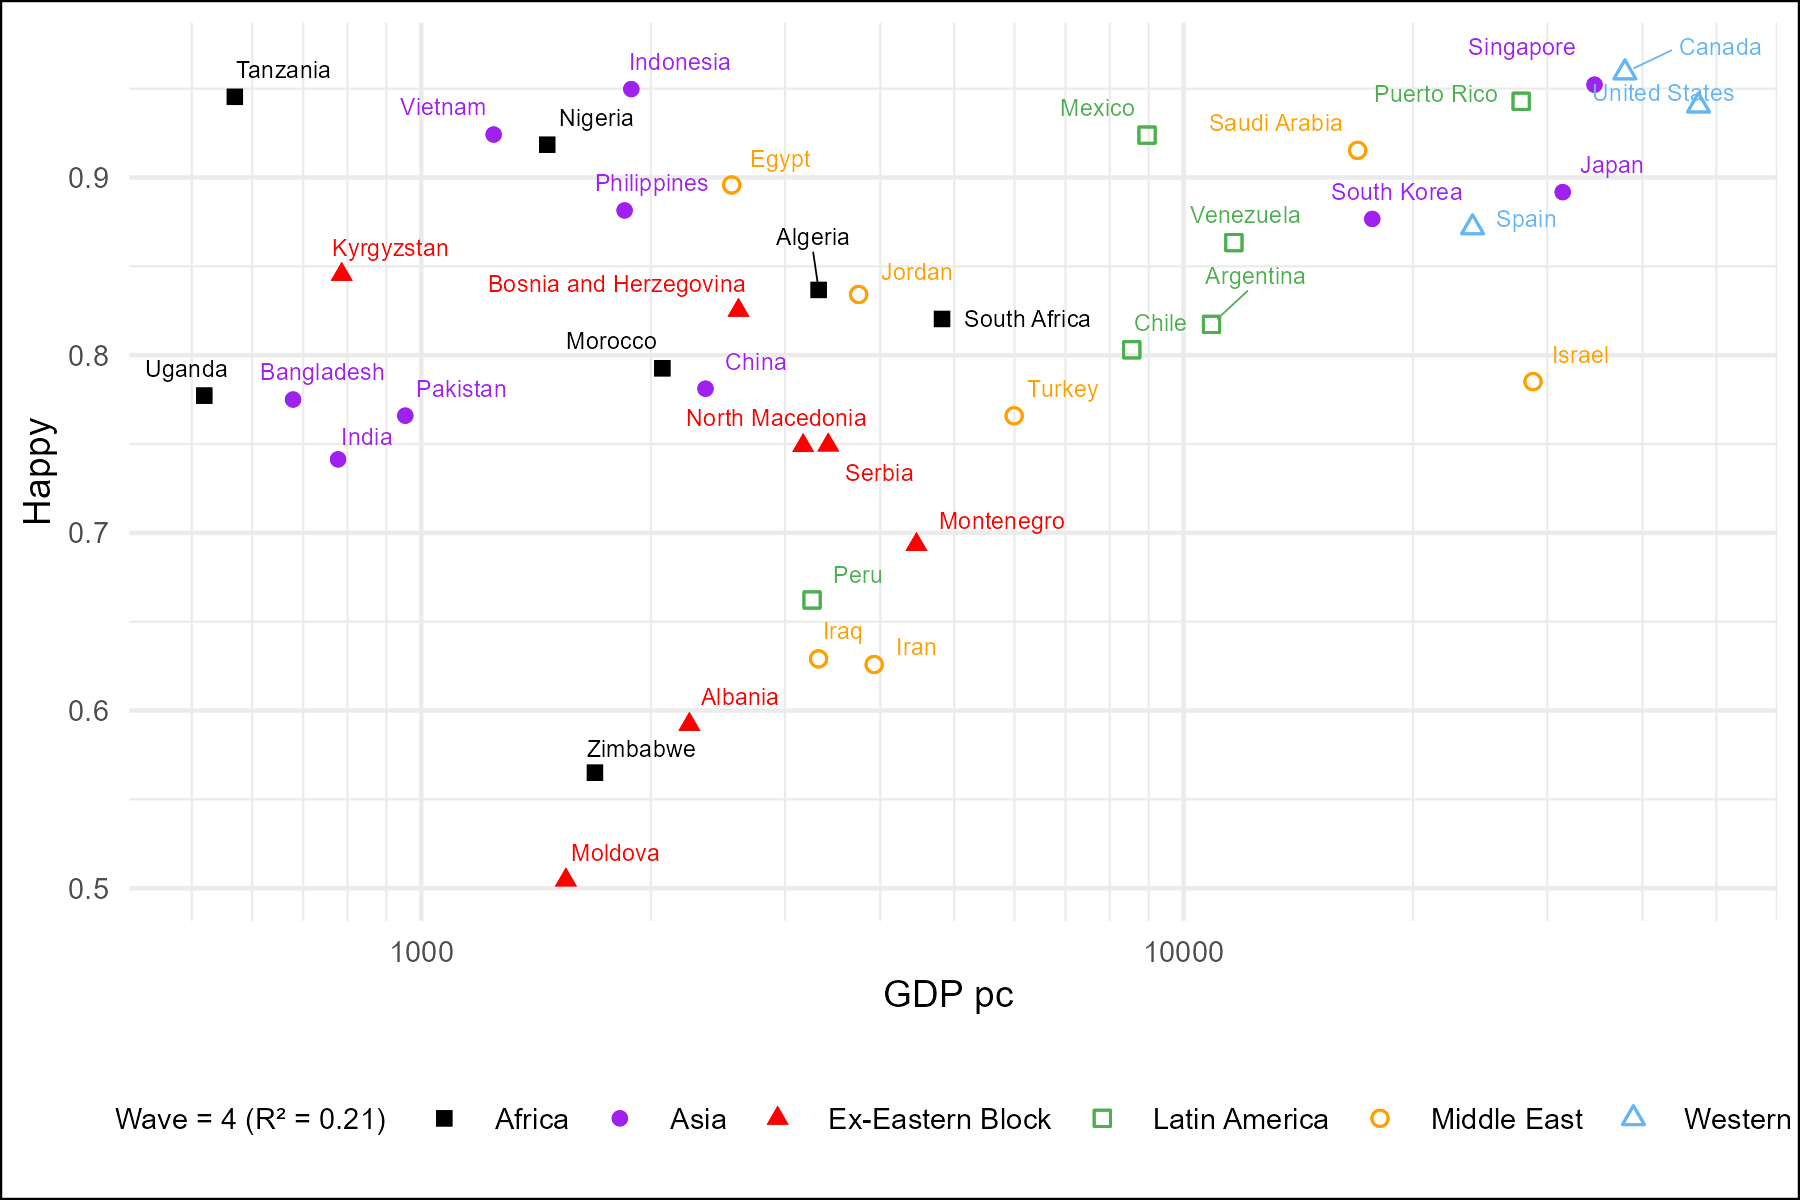 Singapore
Canada
Indonesia
Tanzania
United States
Puerto Rico
Vietnam
Mexico
Nigeria
Saudi Arabia
Egypt
Japan
0.9
Philippines
South Korea
Venezuela
Spain
Algeria
Kyrgyzstan
Jordan
Argentina
Bosnia and Herzegovina
South Africa
Chile
Morocco
0.8
Israel
China
Uganda
Bangladesh
Pakistan
Turkey
North Macedonia
India
Happy
Serbia
Montenegro
0.7
Peru
Iraq
Iran
Albania
0.6
Zimbabwe
Moldova
0.5
1000
10000
GDP pc
Wave = 4 (R² = 0.21) Africa Asia Ex-Eastern Block Latin America Middle East Western